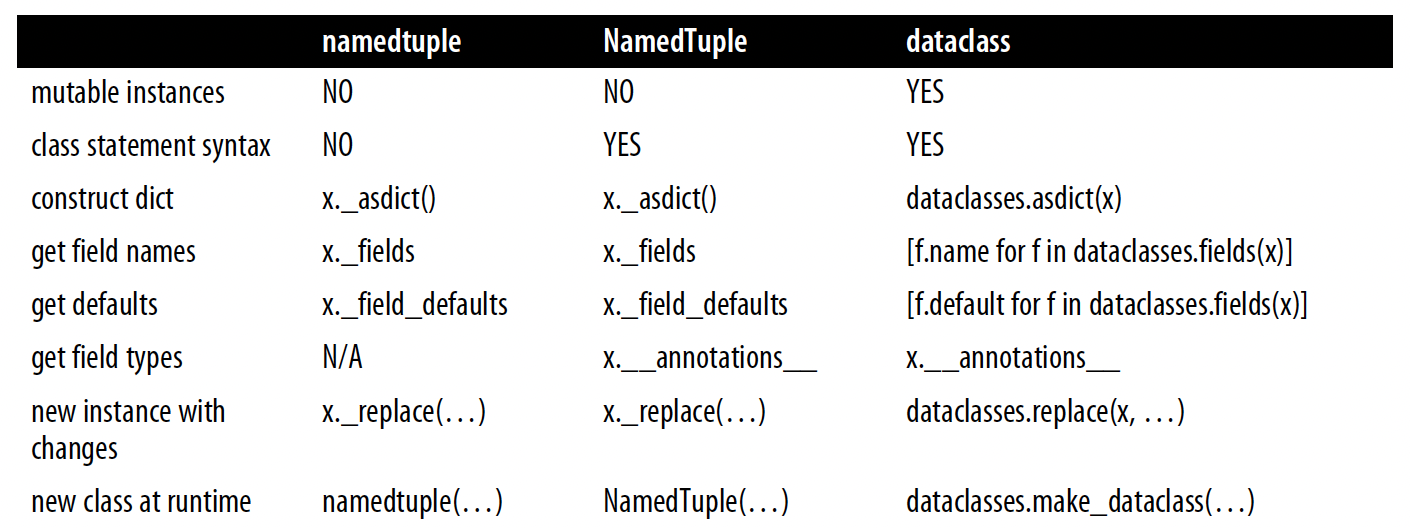 namedtuple NamedTuple dataclass
mutable instances NO NO YES
class statement syntax NO YES YES
construct dict x._asdict() x._asdict() dataclasses.asdict(x)
get field names x._fields x._fields [f.name for f in dataclasses.fields(x)]
get defaults x._field_defaults x._field_defaults [f.default for f in dataclasses.fields(x)]
get field types N/A x.__annotations__ x.__annotations__
new instance with x._replace(…) x._replace(…) dataclasses.replace(x, …)
changes
new class at runtime namedtuple(…) NamedTuple(…) dataclasses.make_dataclass(…)